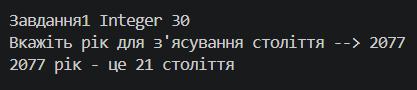 Завдання1 Integer 30
Вкажіть рік для з'ясування століття --> 2077
2077 рік - це 21 століття